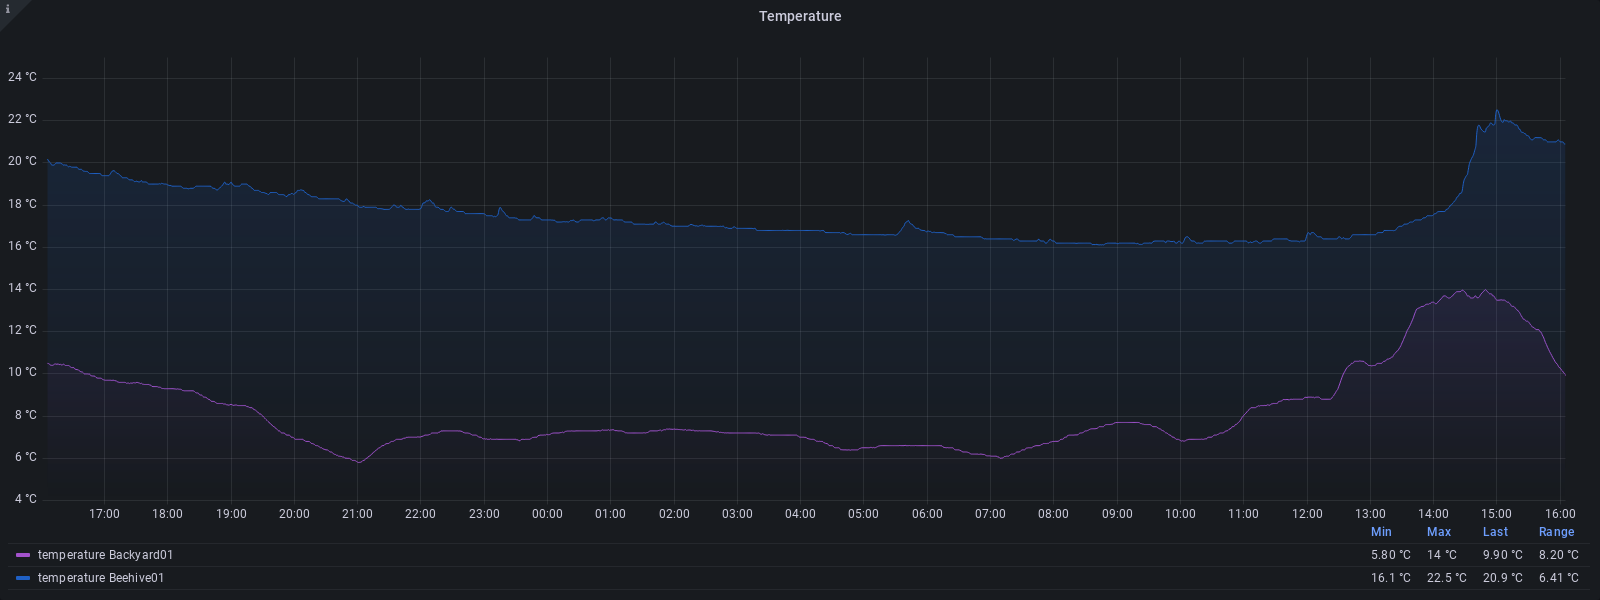 i
Temperature
24 °C
22 °C
20 °C
18 °C
16 °C
14 °C
12 °C
10 °C
8 °C
6 °C
4 °C
17:00 18:00 19:00 20:00 21:00 22:00 23:00 00:00 01:00 02:00 03:00 04:00 05:00 06:00 07:00 08:00 09:00 10:00 11:00 12:00 13:00 14:00 15:00 16:00
Min Max Last Range
temperature Backyard01 5.80 °C 14 °C 9.90 °C 8.20 °C
temperature Beehive01 16.1 °C 22.5 °C 20.9 °C 6.41 °C